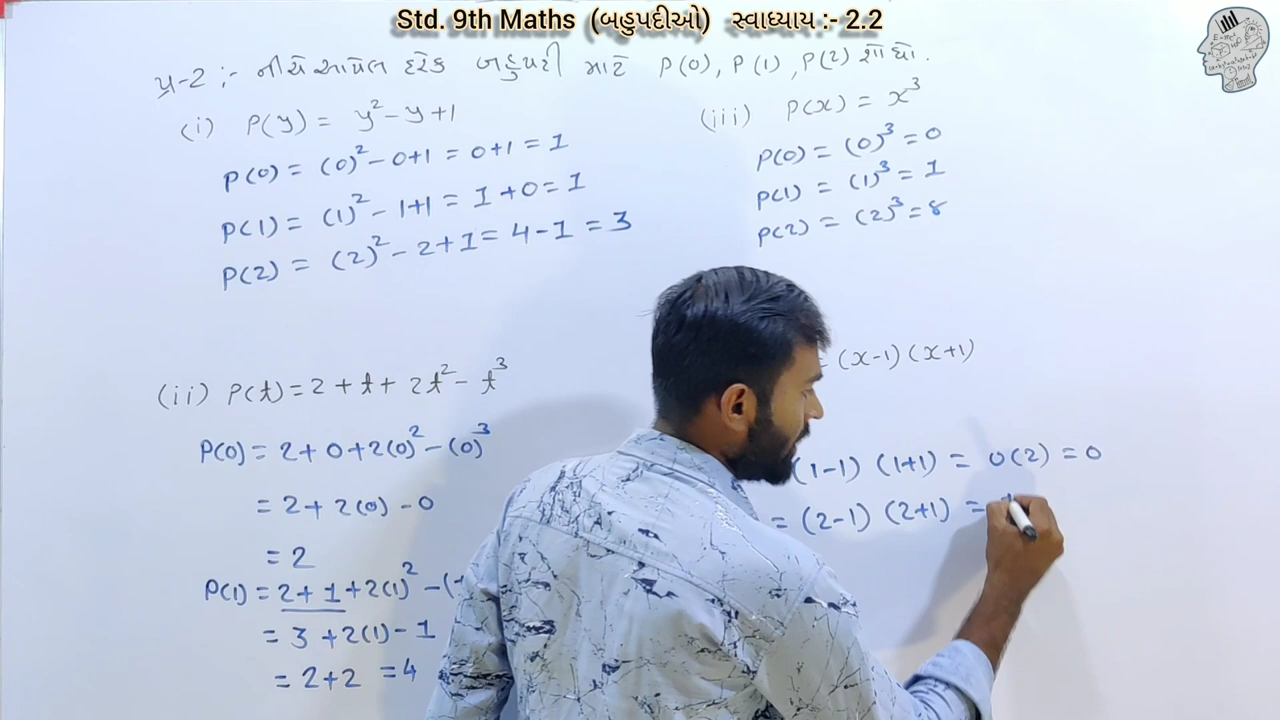 Std. 9th Maths (બહુપદીઓ) સ્વાધ્યાય :- 2.2
પ્ર-2 :- નીચે આપેલ દરેક બહુપદી માટે P(0), P(1), P(2) શોધો.
(i) P(y) = y² - y + 1
P(0) = (0)² - 0 + 1 = 0 + 1 = 1
P(1) = (1)² - 1 + 1 = 1 + 0 = 1
P(2) = (2)² - 2 + 1 = 4 - 1 = 3
(ii) P(t) = 2 + t + 2t² - t³
P(0) = 2 + 0 + 2(0)² - (0)³
= 2 + 2(0) - 0
= 2
P(1) = 2 + 1 + 2(1)² - (
= 3 + 2(1) - 1
= 2 + 2 = 4
(iii) P(x) = x³
P(0) = (0)³ = 0
P(1) = (1)³ = 1
P(2) = (2)³ = 8
= (x-1) (x+1)
(1-1) (1+1) = 0(2) = 0
= (2-1) (2+1) =